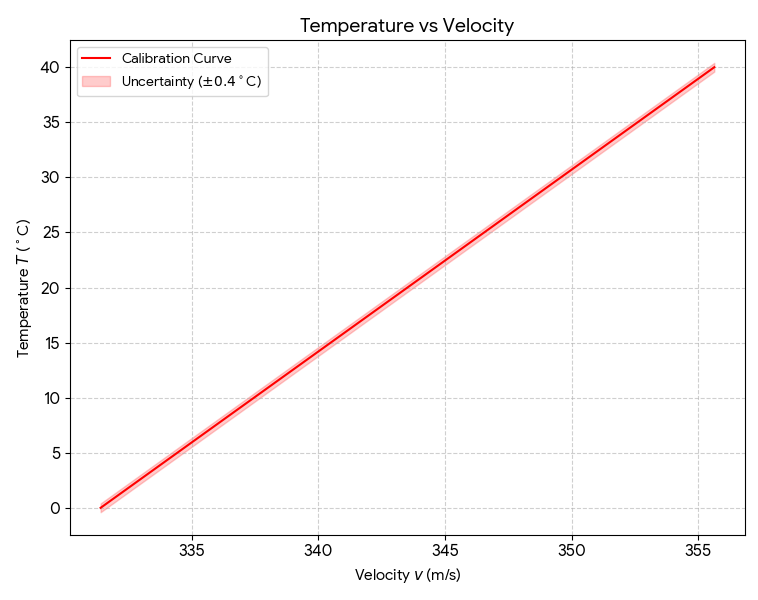 Temperature vs Velocity
Calibration Curve
Uncertainty (±0.4°C)
40
35
30
25
20
15
10
5
0
Temperature T (°C)
335 340 345 350 355
Velocity v (m/s)